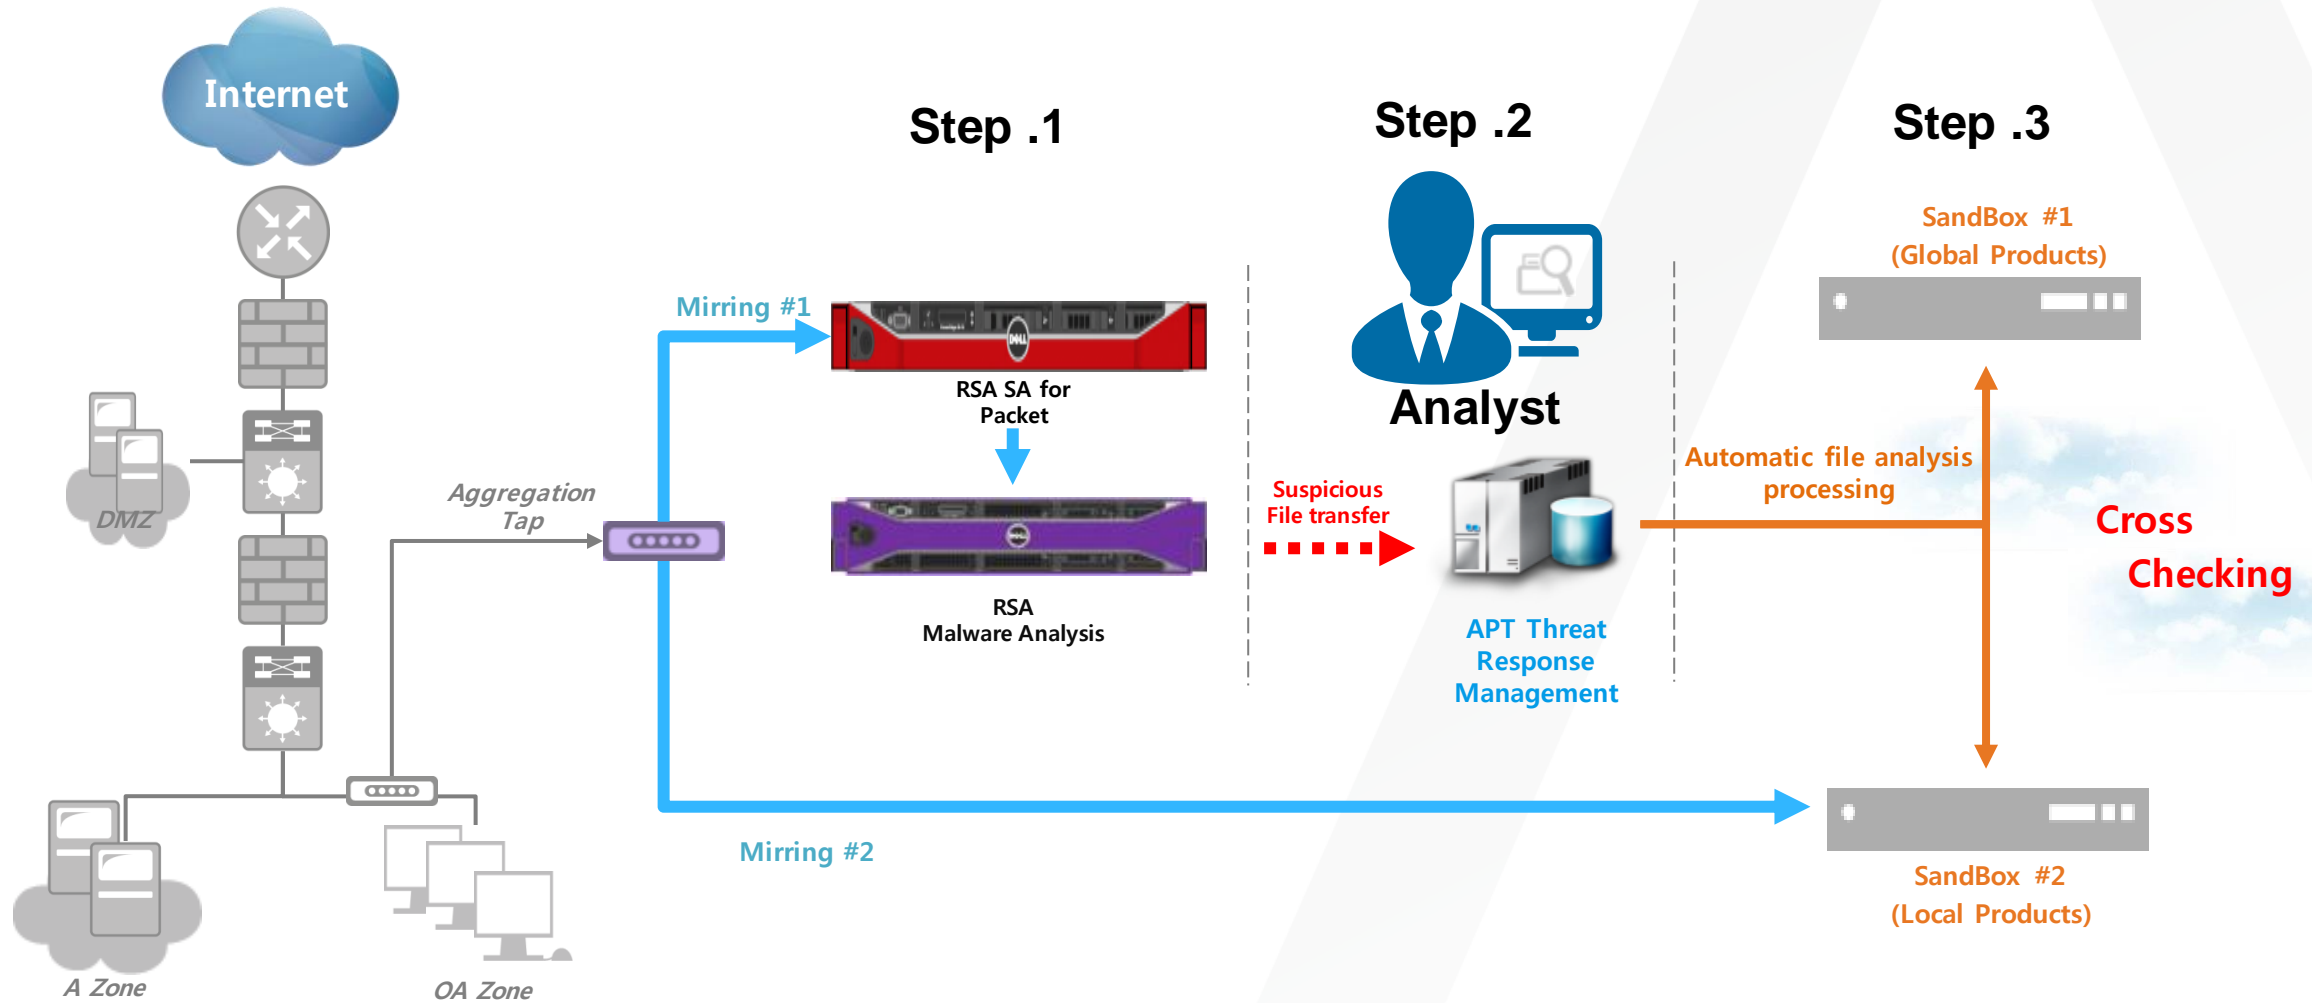 Internet
Step .1
Step .2
Step .3
SandBox #1
(Global Products)
Mirring #1
DELL
RSA SA for
Packet
Analyst
Automatic file analysis
processing
Aggregation
Tap
Suspicious
File transfer
DMZ
Cross
Checking
RSA
Malware Analysis
APT Threat
Response
Management
Mirring #2
SandBox #2
(Local Products)
A Zone
OA Zone